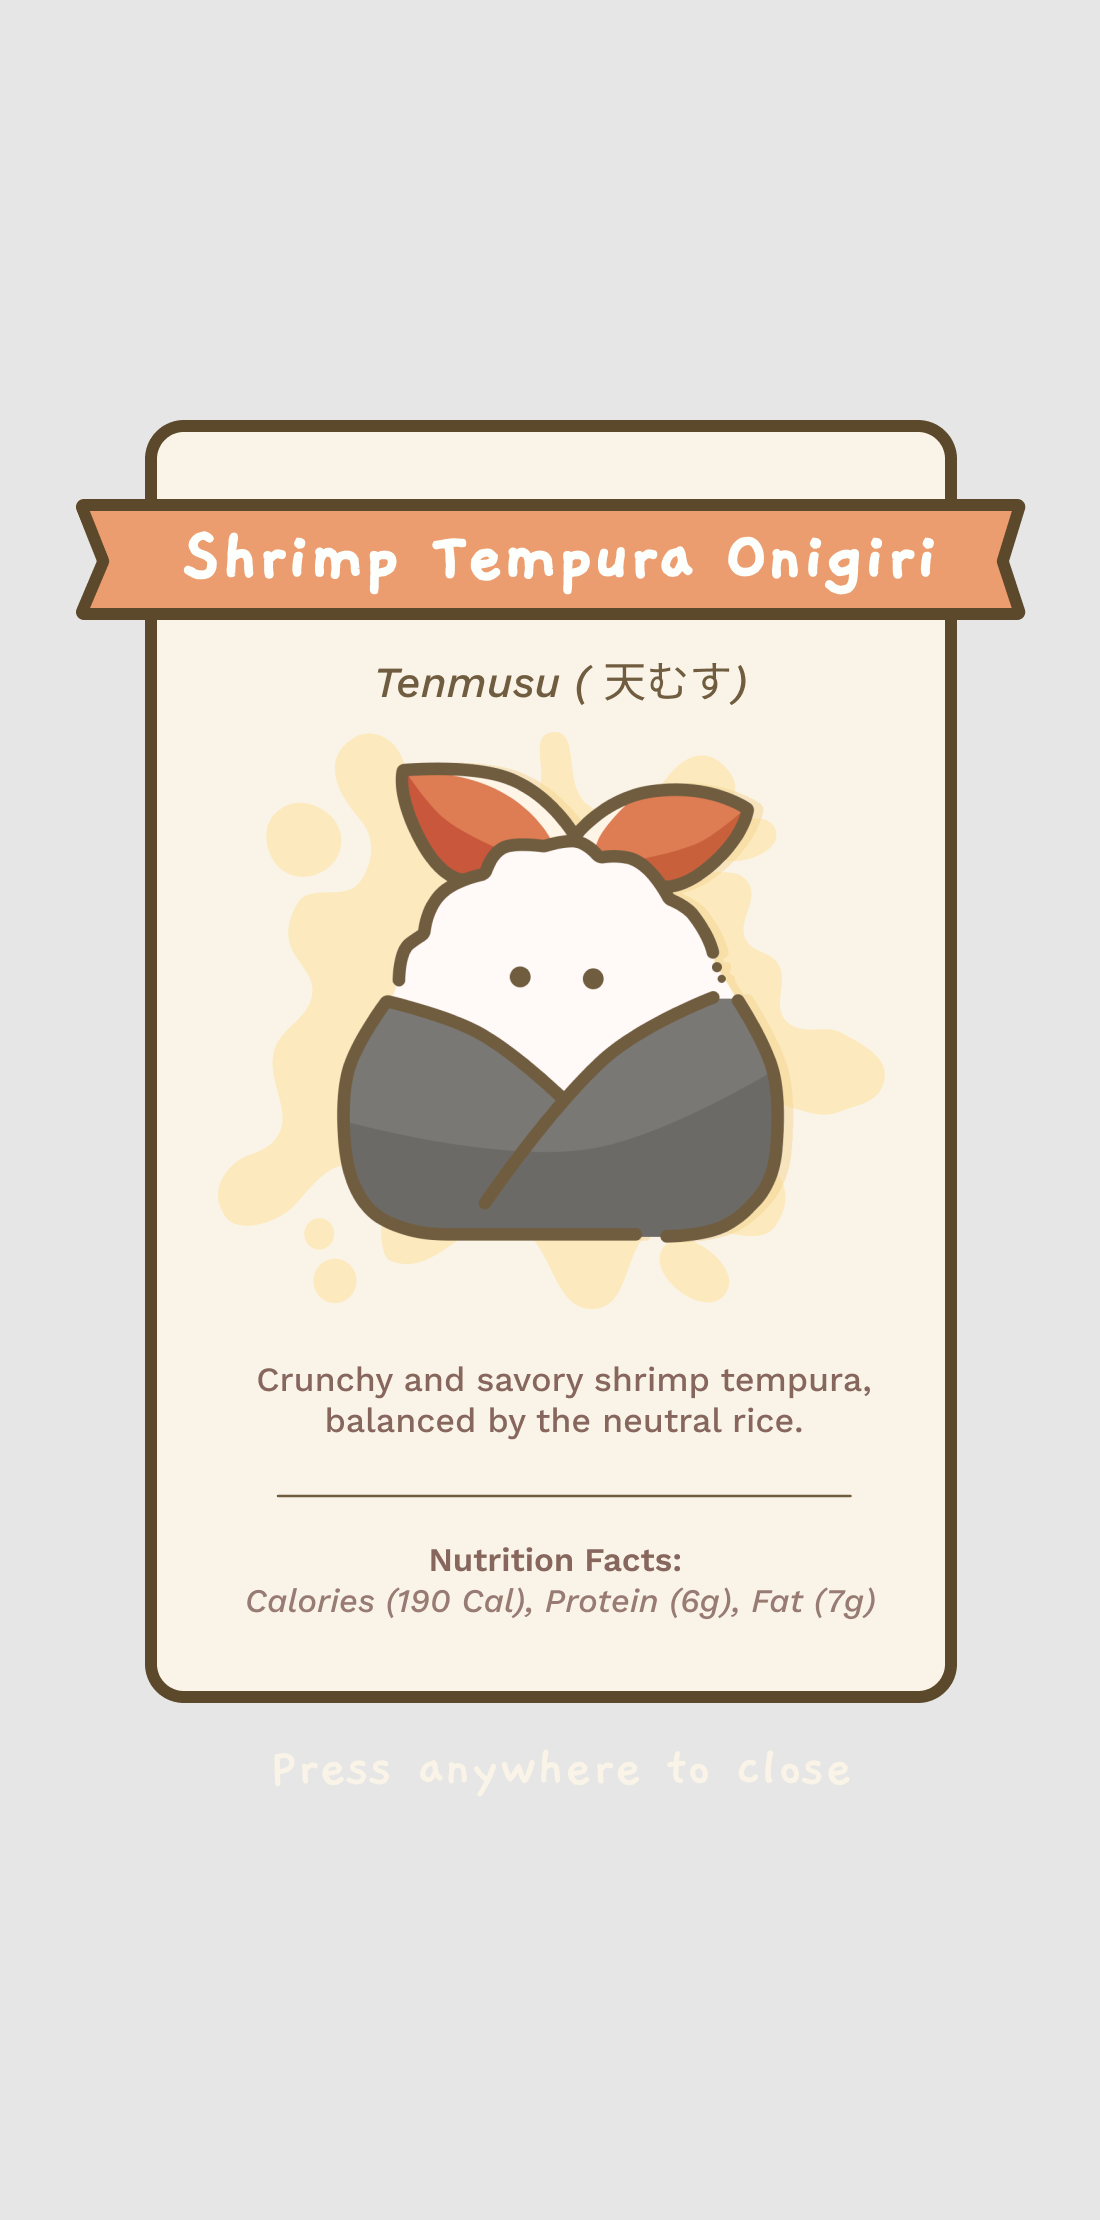 Shrimp Tempura Onigiri
Tenmusu ( 天むす)
Crunchy and savory shrimp tempura,
balanced by the neutral rice.
Nutrition Facts:
Calories (190 Cal), Protein (6g), Fat (7g)
Press anywhere to close